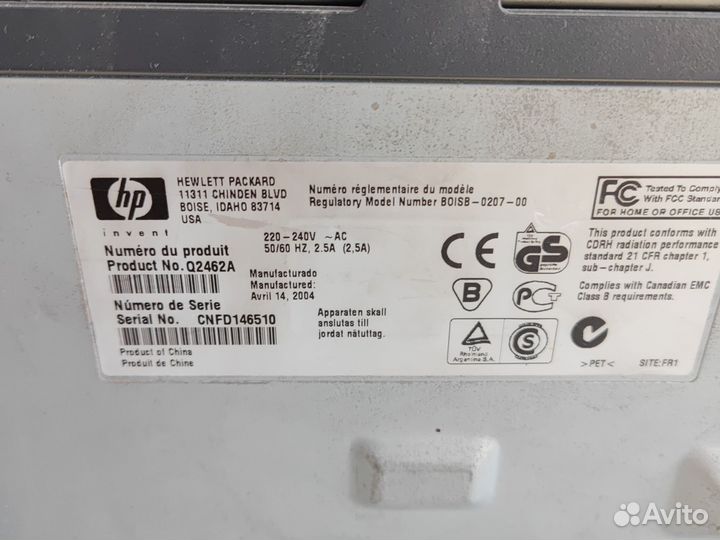 hp
invent
HEWLETT PACKARD
11311 CHINDEN BLVD
BOISE, IDAHO 83714
USA
Numéro réglementaire du modèle
Regulatory Model Number BOISB-0207-00
220-240V ~ AC
50/60 HZ, 2.5A (2,5A)
Numéro du produit
Product No. Q2462A
Manufacturado
Manufactured:
Avril 14, 2004
Número de Serie
Serial No. CNFD146510
Product of China
Produit de Chine
Apparaten skall
anslutas till
jordat nätuttag.
CE
GS
B
PCT
TÜV
Rheinland
Argentina S.A.
S
N
>PET<
SITE:FR1
FC
Tested To Comply
With FCC Standar
FOR HOME OR OFFICE US
This product conforms with
CDRH radiation performance
standard 21 CFR chapter 1,
sub-chapter J.
Complies with Canadian EMC
Class B requirements.
Avito